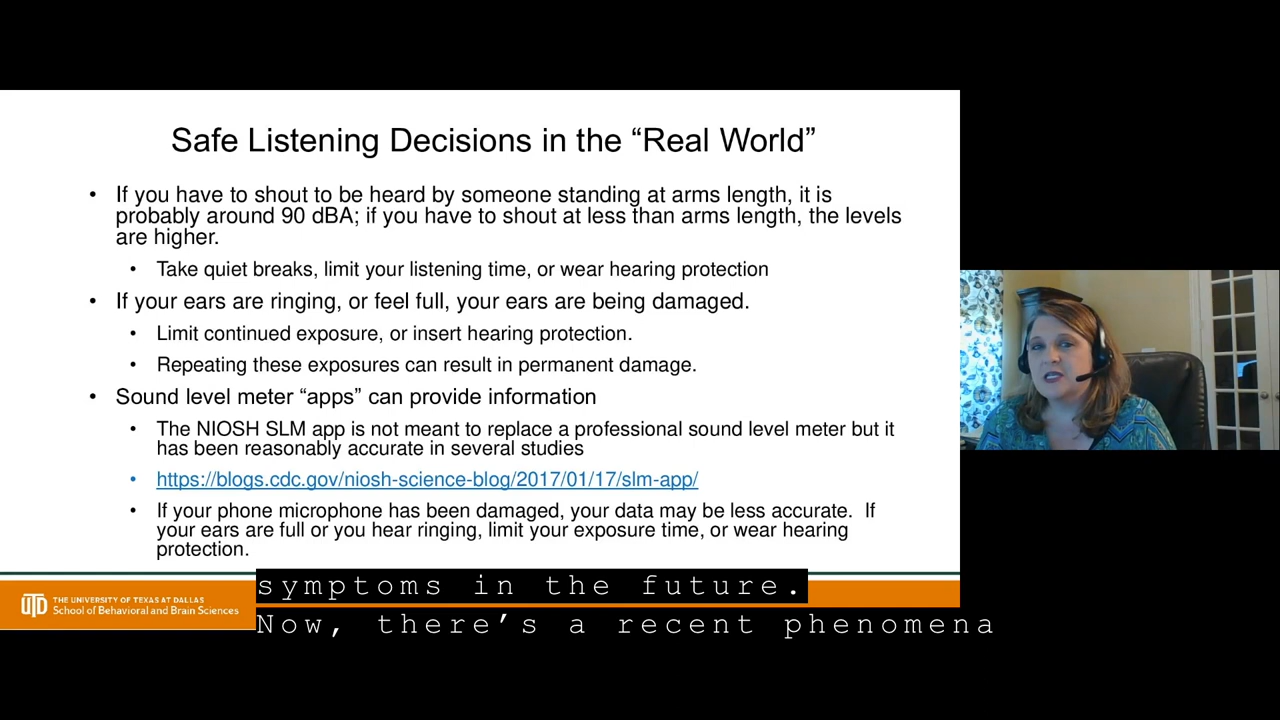 Safe Listening Decisions in the “Real World”
• If you have to shout to be heard by someone standing at arms length, it is
probably around 90 dBA; if you have to shout at less than arms length, the levels
are higher.
• Take quiet breaks, limit your listening time, or wear hearing protection
• If your ears are ringing, or feel full, your ears are being damaged.
• Limit continued exposure, or insert hearing protection.
• Repeating these exposures can result in permanent damage.
• Sound level meter “apps” can provide information
• The NIOSH SLM app is not meant to replace a professional sound level meter but it
has been reasonably accurate in several studies
• https://blogs.cdc.gov/niosh-science-blog/2017/01/17/slm-app/
• If your phone microphone has been damaged, your data may be less accurate.  If
your ears are full or you hear ringing, limit your exposure time, or wear hearing
protection.
UTD
THE UNIVERSITY OF TEXAS AT DALLAS
School of Behavioral and Brain Sciences
symptoms in the future.
Now, there’s a recent phenomena